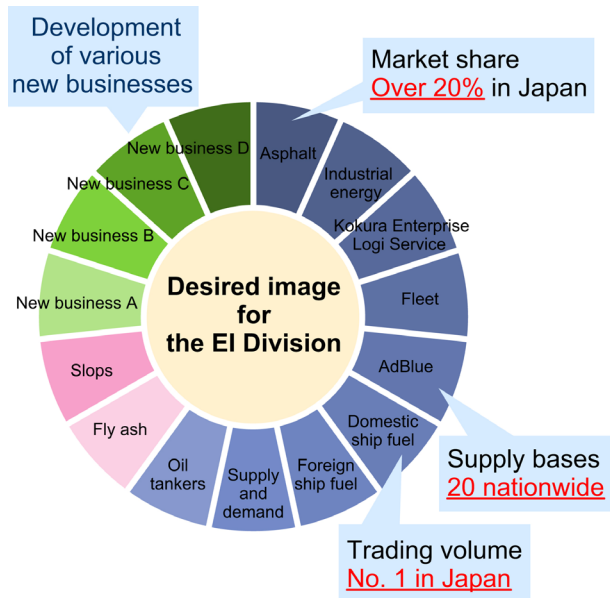 Development
of various
new businesses
Market share
Over 20% in Japan
New business D
Asphalt
Industrial
energy
Kokura Enterprise
Logi Service
Fleet
AdBlue
Domestic
ship fuel
Foreign
ship fuel
Supply
and
demand
Oil
tankers
Fly ash
Slops
New business A
New business B
New business C
Desired image
for
the EI Division
Supply bases
20 nationwide
Trading volume
No. 1 in Japan